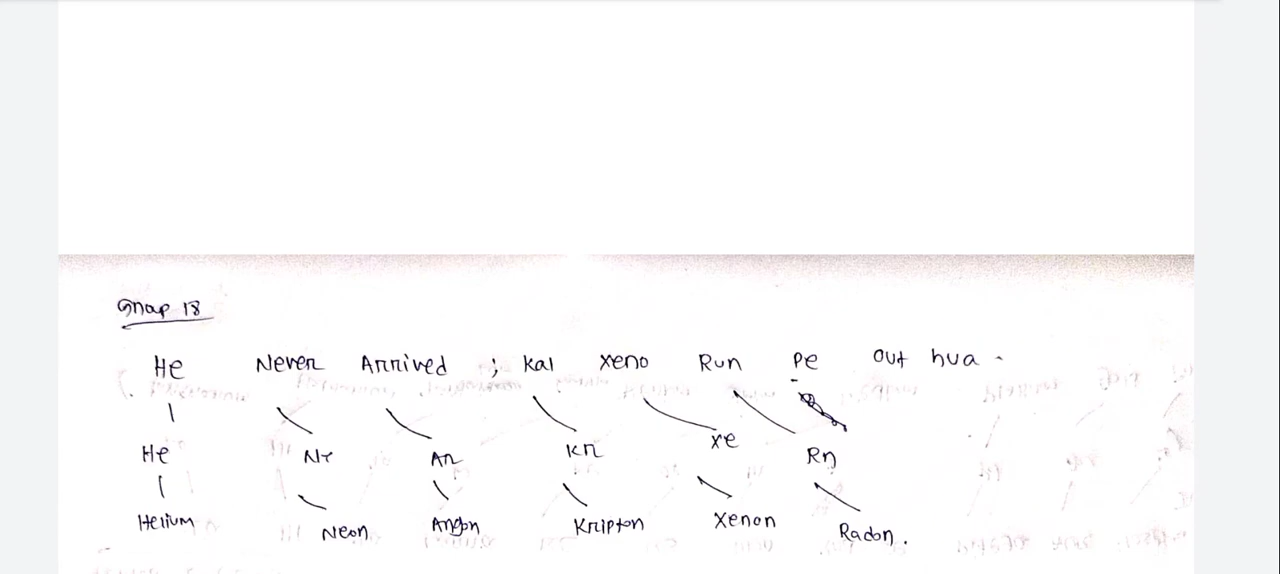 Group 18
He Never Arrived ; Kal Xeno Run Pe out hua .
He Ne Ar Kr Xe Rn
Helium Neon Argon Kripton Xenon Radon.